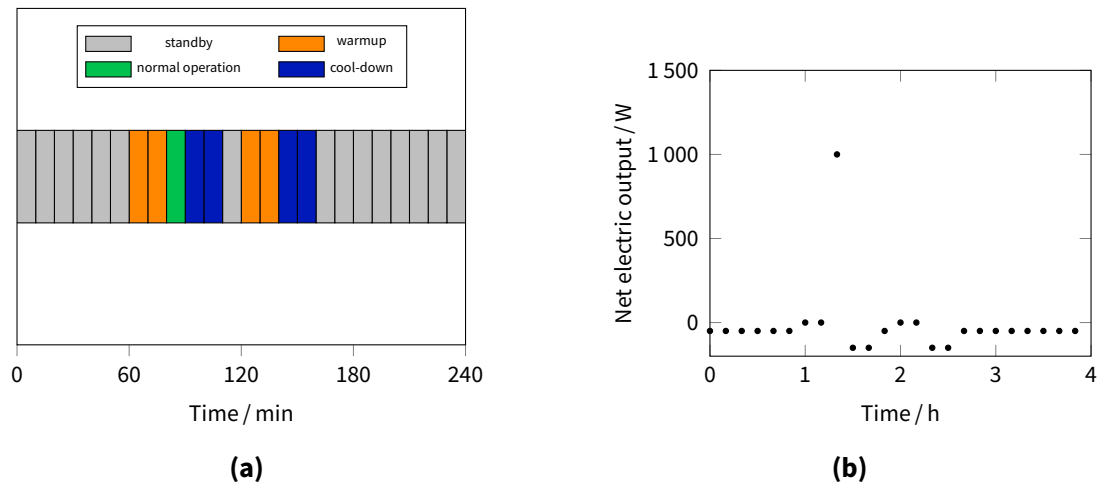 standby warmup
normal operation cool-down
0 60 120 180 240
Time / min
(a)
1 500
1 000
500
0
Net electric output / W
0 1 2 3 4
Time / h
(b)